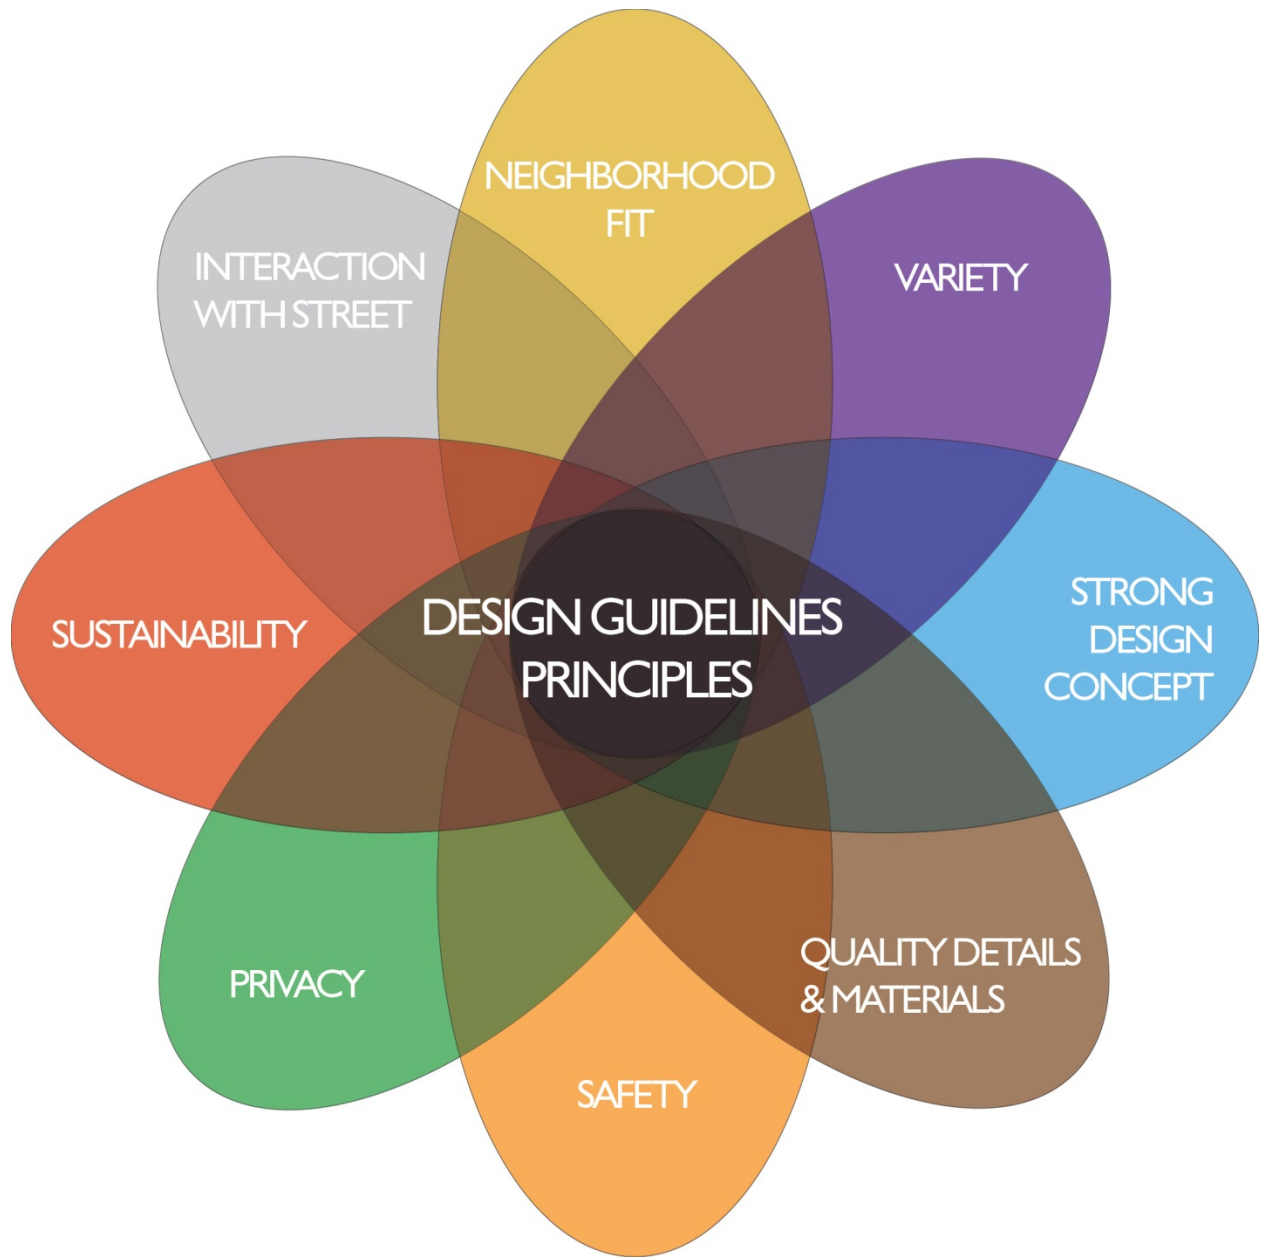 NEIGHBORHOOD
FIT
VARIETY
INTERACTION
WITH STREET
STRONG
DESIGN
CONCEPT
SUSTAINABILITY
DESIGN GUIDELINES
PRINCIPLES
QUALITY DETAILS
& MATERIALS
PRIVACY
SAFETY